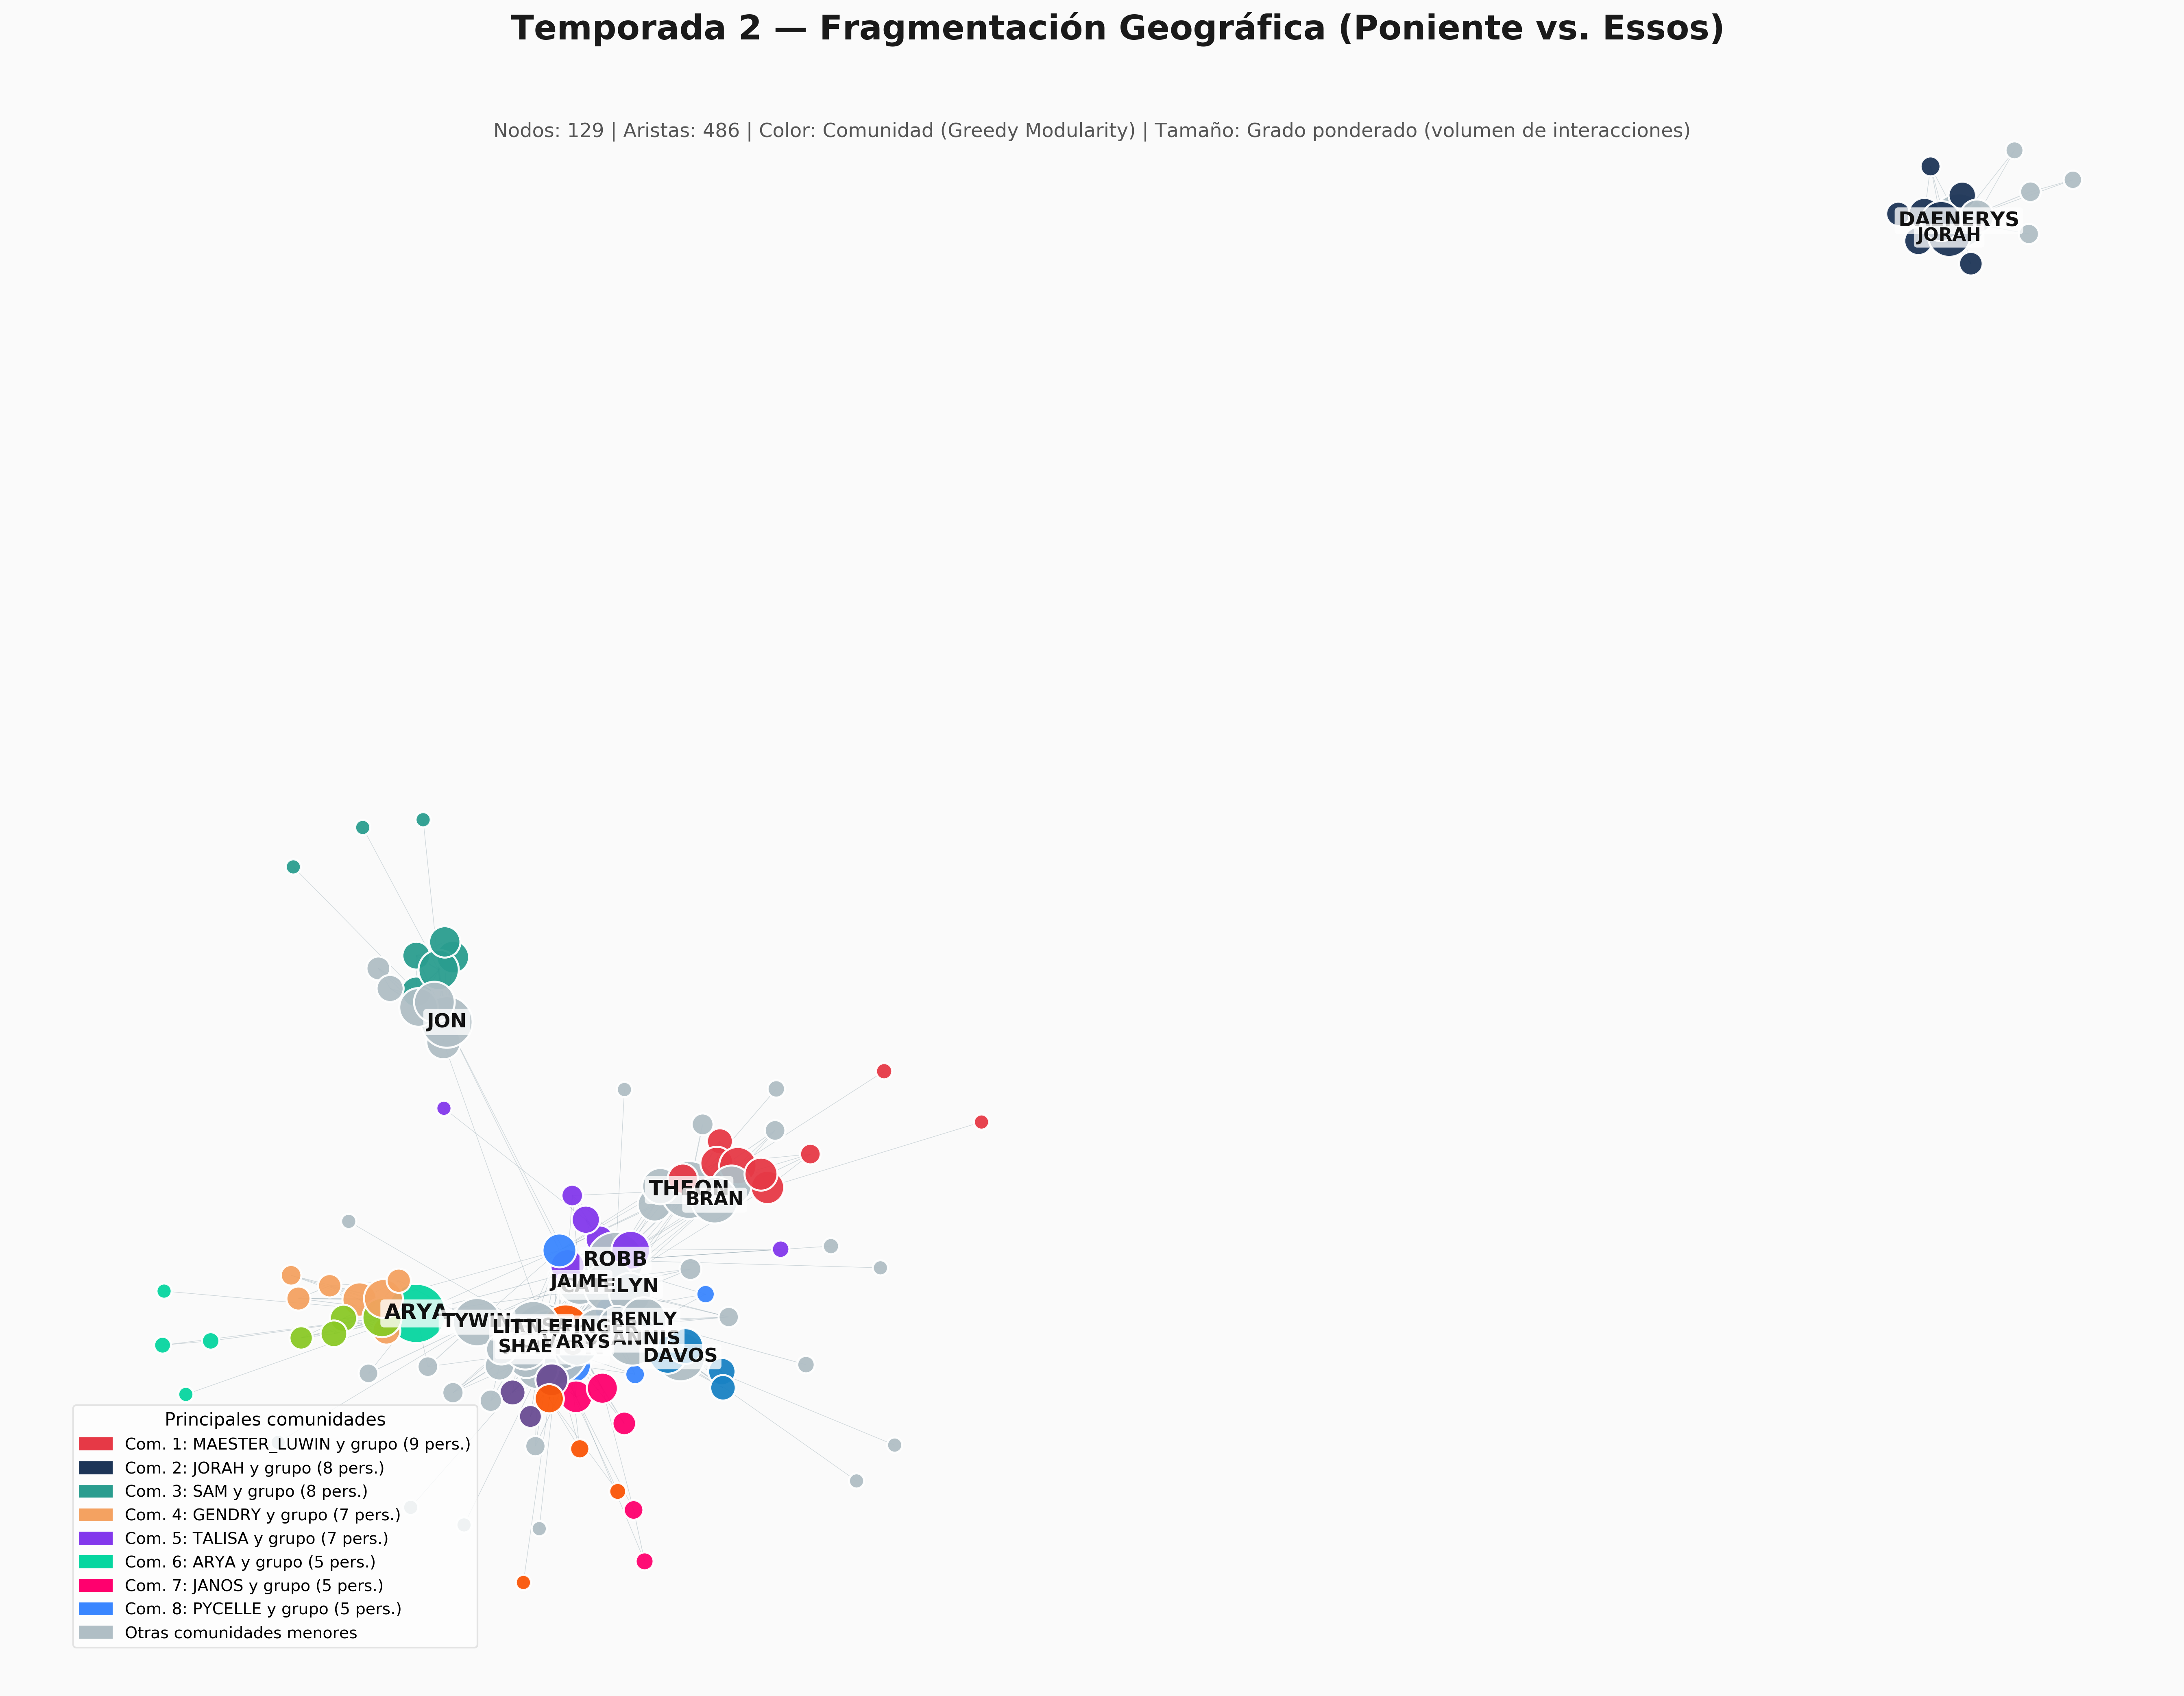 Temporada 2 — Fragmentación Geográfica (Poniente vs. Essos)
Nodos: 129 | Aristas: 486 | Color: Comunidad (Greedy Modularity) | Tamaño: Grado ponderado (volumen de interacciones)
DAENERYS
JORAH
JON
THEON
BRAN
ROBB
JAIME
ARYA
TYWIN
RENLY
SHAE
VARYS
DAVOS
Principales comunidades
Com. 1: MAESTER_LUWIN y grupo (9 pers.)
Com. 2: JORAH y grupo (8 pers.)
Com. 3: SAM y grupo (8 pers.)
Com. 4: GENDRY y grupo (7 pers.)
Com. 5: TALISA y grupo (7 pers.)
Com. 6: ARYA y grupo (5 pers.)
Com. 7: JANOS y grupo (5 pers.)
Com. 8: PYCELLE y grupo (5 pers.)
Otras comunidades menores